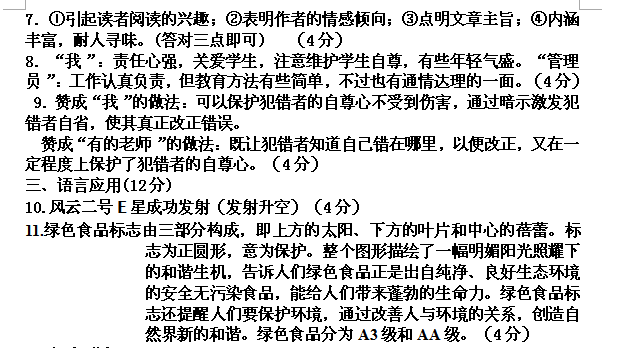 7. ①引起读者阅读的兴趣；②表明作者的情感倾向；③点明文章主旨；④内涵
丰富，耐人寻味。(答对三点即可) （4分）
8. “我”：责任心强，关爱学生，注意维护学生自尊，有些年轻气盛。“管理
员”：工作认真负责，但教育方法有些简单，不过也有通情达理的一面。（4分）
9. 赞成“我”的做法：可以保护犯错者的自尊心不受到伤害，通过暗示激发犯
错者自省，使其真正改正错误。
赞成“有的老师”的做法：既让犯错者知道自己错在哪里，以便改正，又在一
定程度上保护了犯错者的自尊心。（4分）
三、语言应用(12分)
10. 风云二号 E 星成功发射（发射升空）（4分）
11.绿色食品标志由三部分构成，即上方的太阳、下方的叶片和中心的蓓蕾。标
志为正圆形，意为保护。整个图形描绘了一幅明媚阳光照耀下
的和谐生机，告诉人们绿色食品正是出自纯净、良好生态环境
的安全无污染食品，能给人们带来蓬勃的生命力。绿色食品标
志还提醒人们要保护环境，通过改善人与环境的关系，创造自
然界新的和谐。绿色食品分为 A3 级和 AA 级。（4分）